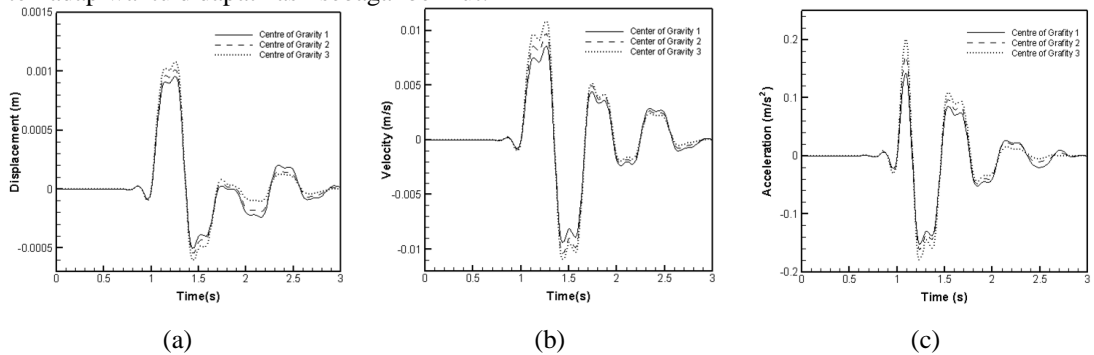 0.0015
0.001
0.0005
0
-0.0005
Displacement (m)
Centre of Gravity 1
Centre of Gravity 2
Centre of Gravity 3
0 0.5 1 1.5 2 2.5 3
Time(s)
(a)
0.01
0.005
0
-0.005
-0.01
Velocity (m/s)
Center of Gravity 1
Center of Gravity 2
Center of Gravity 3
0 0.5 1 1.5 2 2.5 3
Time(s)
(b)
0.2
0.1
0
-0.1
-0.2
Acceleration (m/s²)
Centre of Grafity 1
Centre of Grafity 2
Centre of Grafity 3
0 0.5 1 1.5 2 2.5 3
Time (s)
(c)